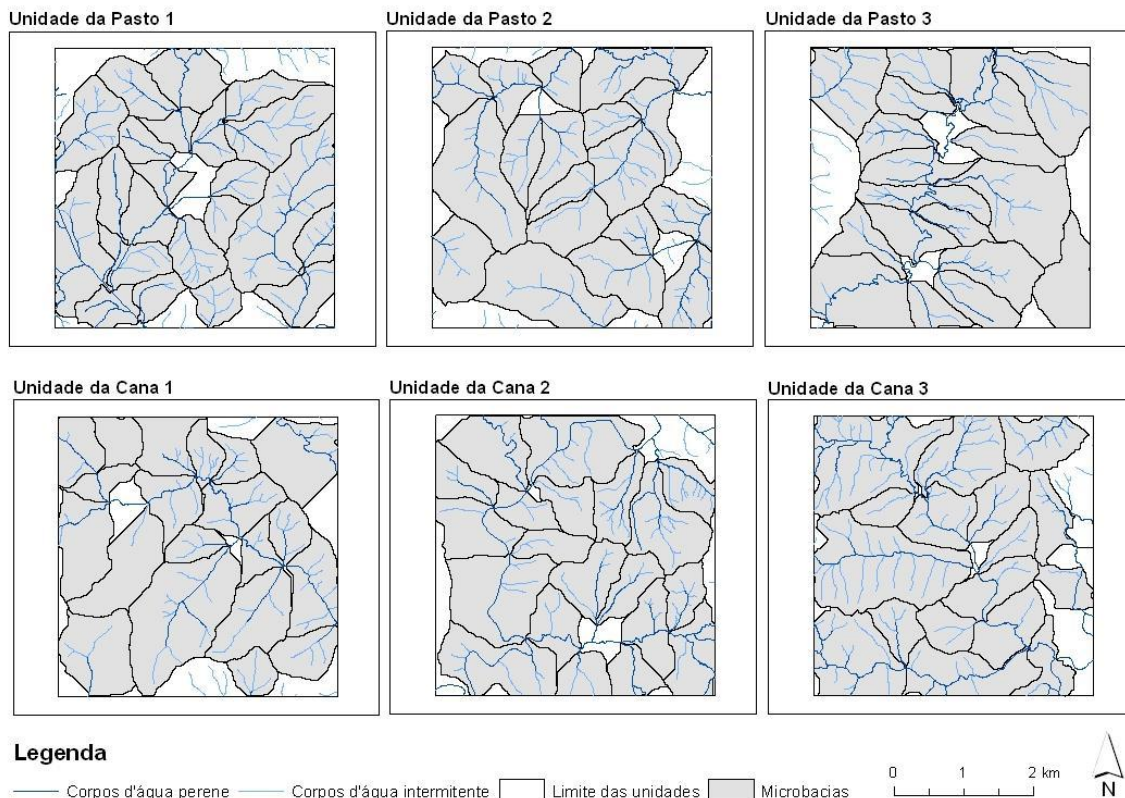 Unidade da Pasto 1
Unidade da Pasto 2
Unidade da Pasto 3
Unidade da Cana 1
Unidade da Cana 2
Unidade da Cana 3
Legenda
Corpos d'água perene
Corpos d'água intermitente
Limite das unidades
Microbacias
0 1 2 km
N